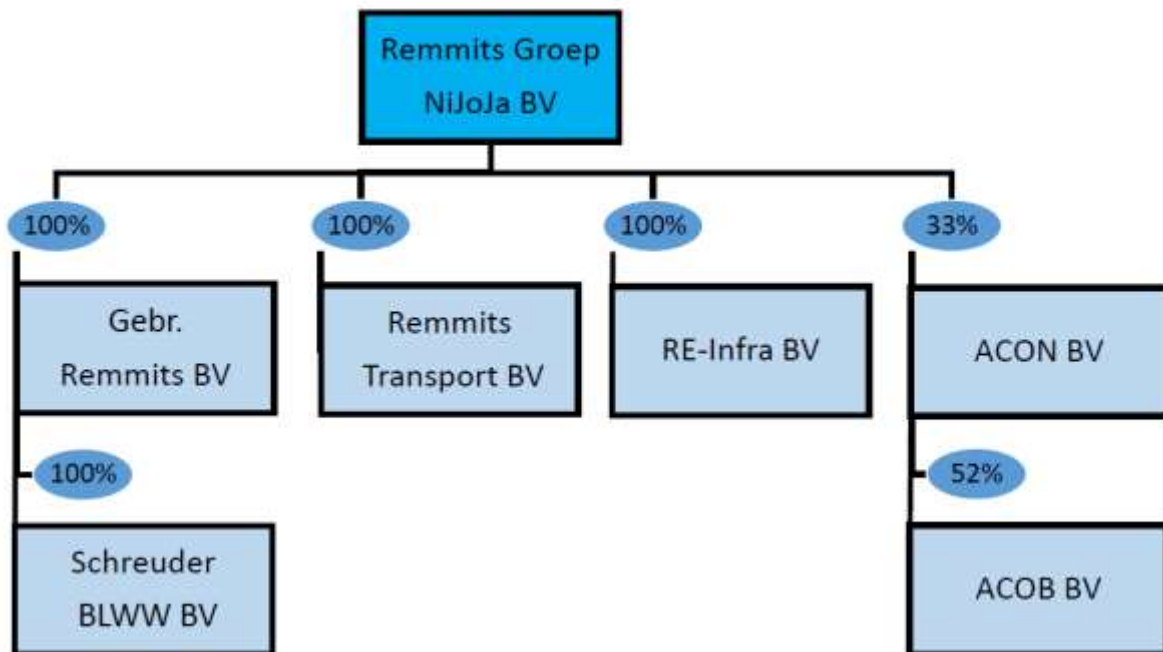 Remmits Groep
NiJoJa BV
100%
100%
100%
33%
Gebr.
Remmits BV
Remmits
Transport BV
RE-Infra BV
ACON BV
100%
52%
Schreuder
BLWW BV
ACOB BV